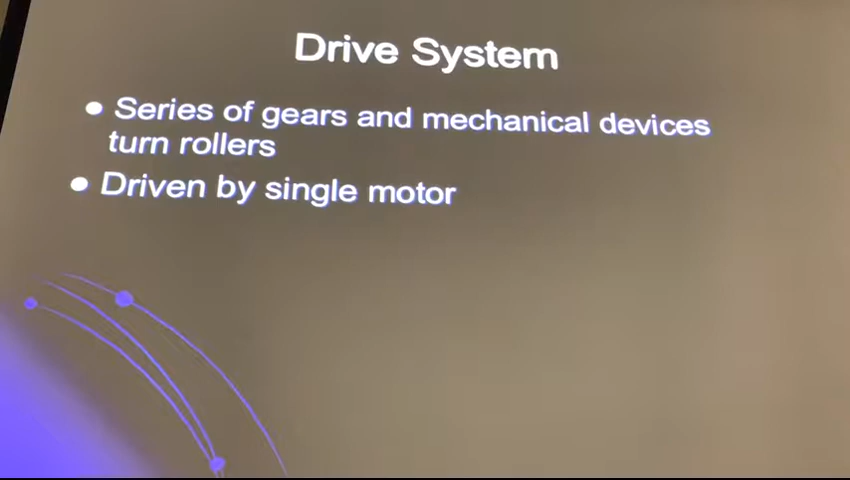 Drive System
● Series of gears and mechanical devices
turn rollers
● Driven by single motor